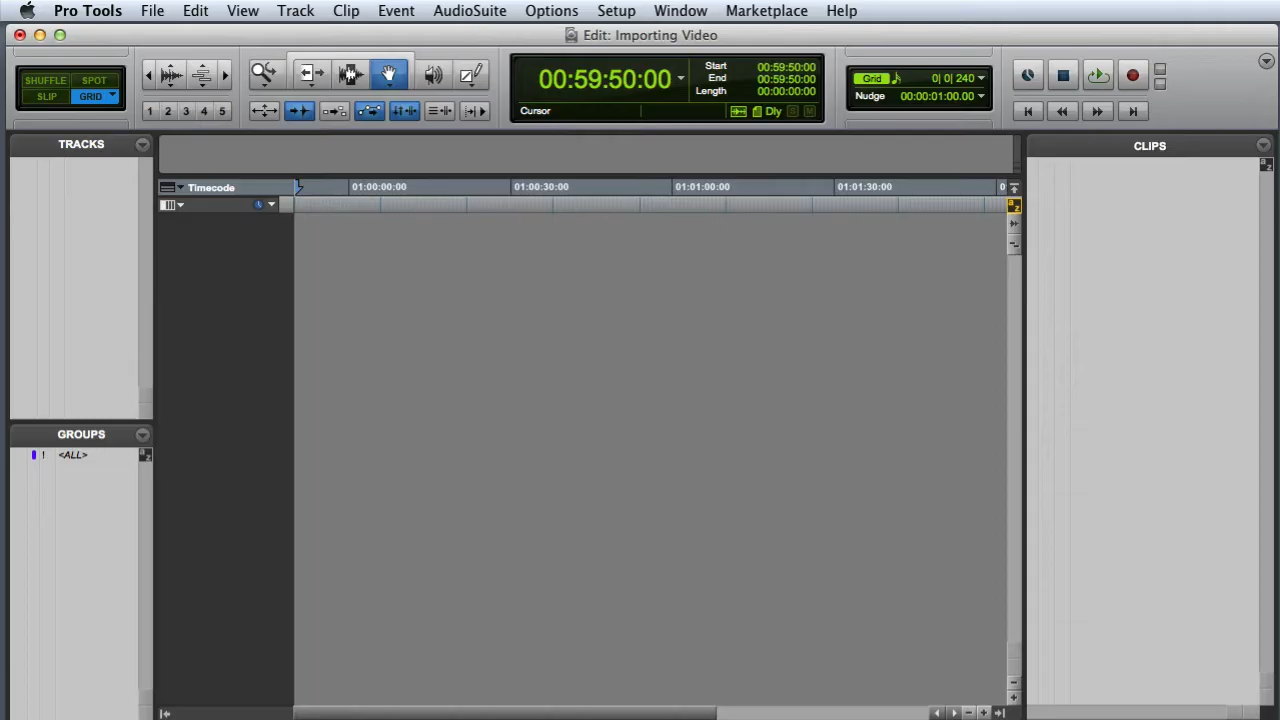 Pro Tools File Edit View Track Clip Event AudioSuite Options Setup Window Marketplace Help
Edit: Importing Video
SHUFFLE SPOT
SLIP GRID
1 2 3 4 5
00:59:50:00
Start 00:59:50:00
End 00:59:50:00
Length 00:00:00:00
Cursor Dly S M
Grid 0| 0| 240
Nudge 00:00:01:00.00
TRACKS
CLIPS
Timecode 01:00:00:00 01:00:30:00 01:01:00:00 01:01:30:00 0
a z
GROUPS
! <ALL>